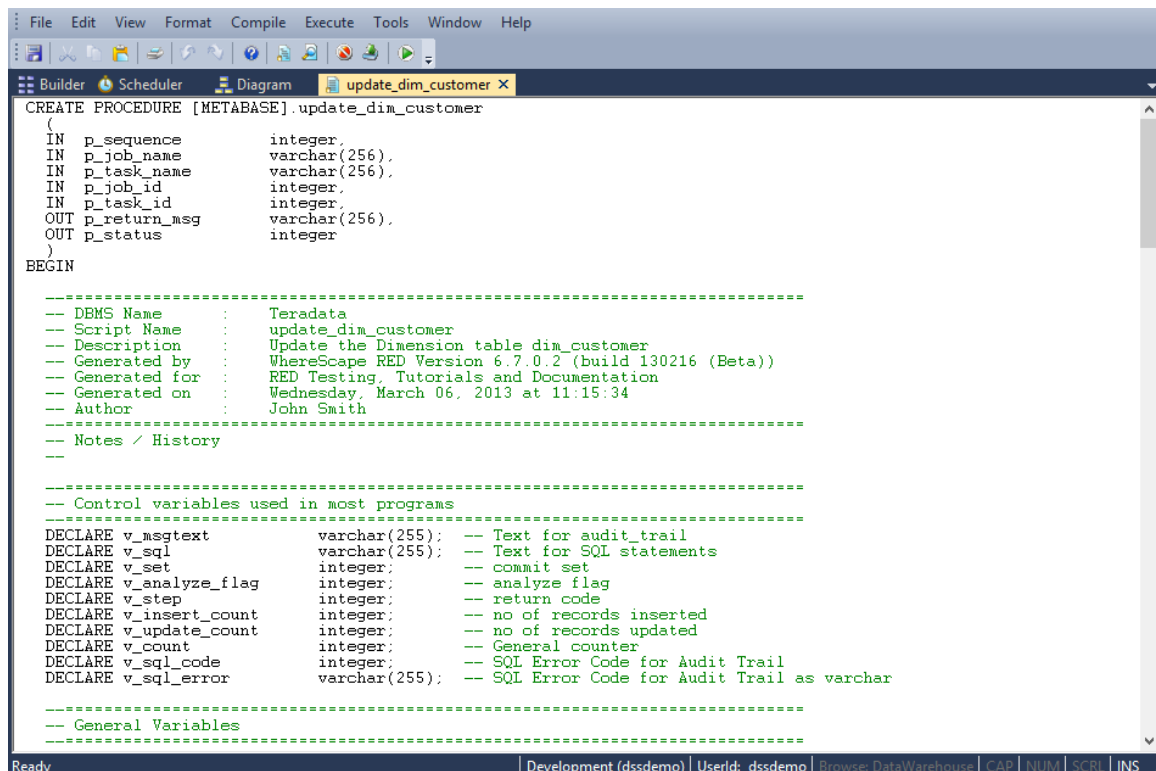 File Edit View Format Compile Execute Tools Window Help
Builder Scheduler Diagram update_dim_customer X
CREATE PROCEDURE [METABASE].update_dim_customer
(
IN p_sequence integer,
IN p_job_name varchar(256),
IN p_task_name varchar(256),
IN p_job_id integer,
IN p_task_id integer,
OUT p_return_msg varchar(256),
OUT p_status integer
)
BEGIN
--==============================================================================
-- DBMS Name : Teradata
-- Script Name : update_dim_customer
-- Description : Update the Dimension table dim_customer
-- Generated by : WhereScape RED Version 6.7.0.2 (build 130216 (Beta))
-- Generated for : RED Testing, Tutorials and Documentation
-- Generated on : Wednesday, March 06, 2013 at 11:15:34
-- Author : John Smith
--==============================================================================
-- Notes / History
--
--==============================================================================
-- Control variables used in most programs
--==============================================================================
DECLARE v_msgtext varchar(255); -- Text for audit_trail
DECLARE v_sql varchar(255); -- Text for SQL statements
DECLARE v_set integer; -- commit set
DECLARE v_analyze_flag integer; -- analyze flag
DECLARE v_step integer; -- return code
DECLARE v_insert_count integer; -- no of records inserted
DECLARE v_update_count integer; -- no of records updated
DECLARE v_count integer; -- General counter
DECLARE v_sql_code integer; -- SQL Error Code for Audit Trail
DECLARE v_sql_error varchar(255); -- SQL Error Code for Audit Trail as varchar
--==============================================================================
-- General Variables
--==============================================================================
Ready Development (dssdemo) UserId: dssdemo Browse: DataWarehouse CAP NUM SCRL INS